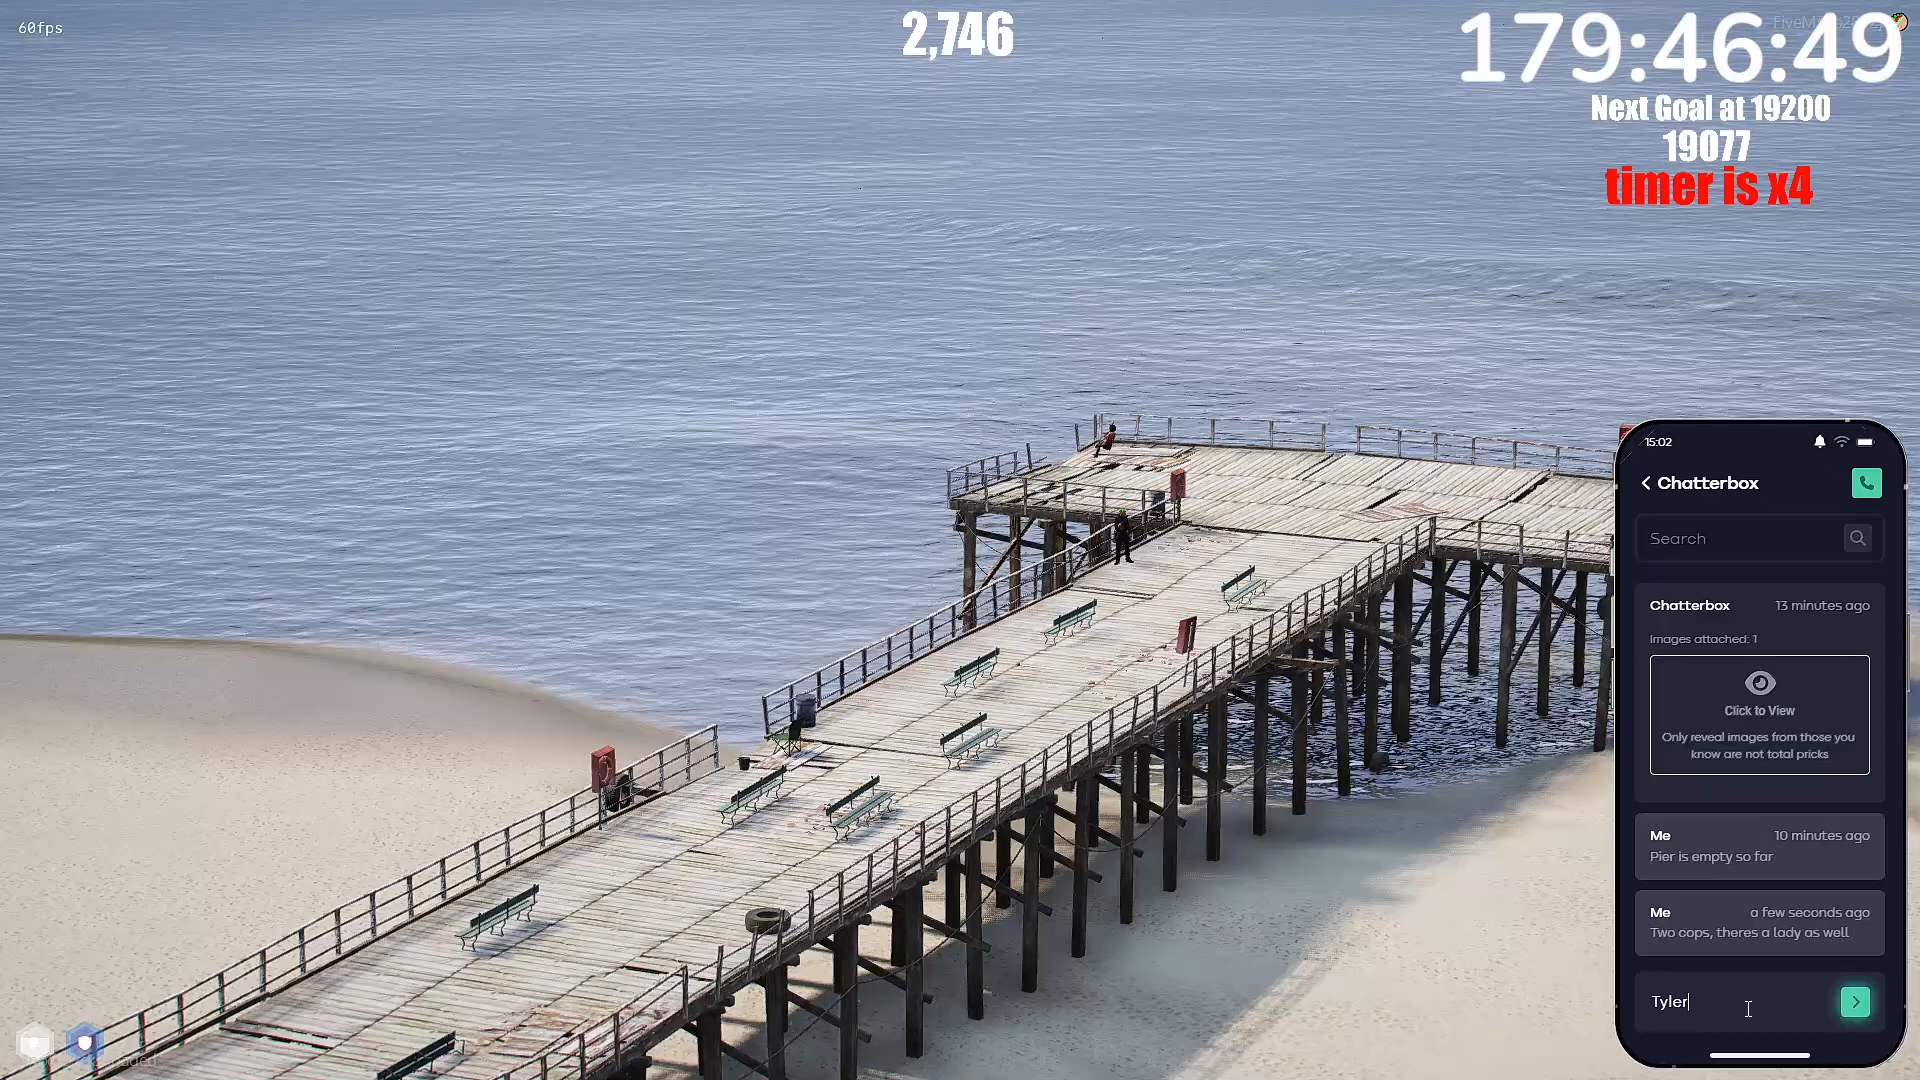 60fps
2,746
179:46:49
Next Goal at 19200
19077
timer is x4
15:02
Chatterbox
Search
Chatterbox 13 minutes ago
Images attached: 1
Click to View
Only reveal images from those you
know are not total pricks
Me 10 minutes ago
Pier is empty so far
Me a few seconds ago
Two cops, theres a lady as well
Tyler